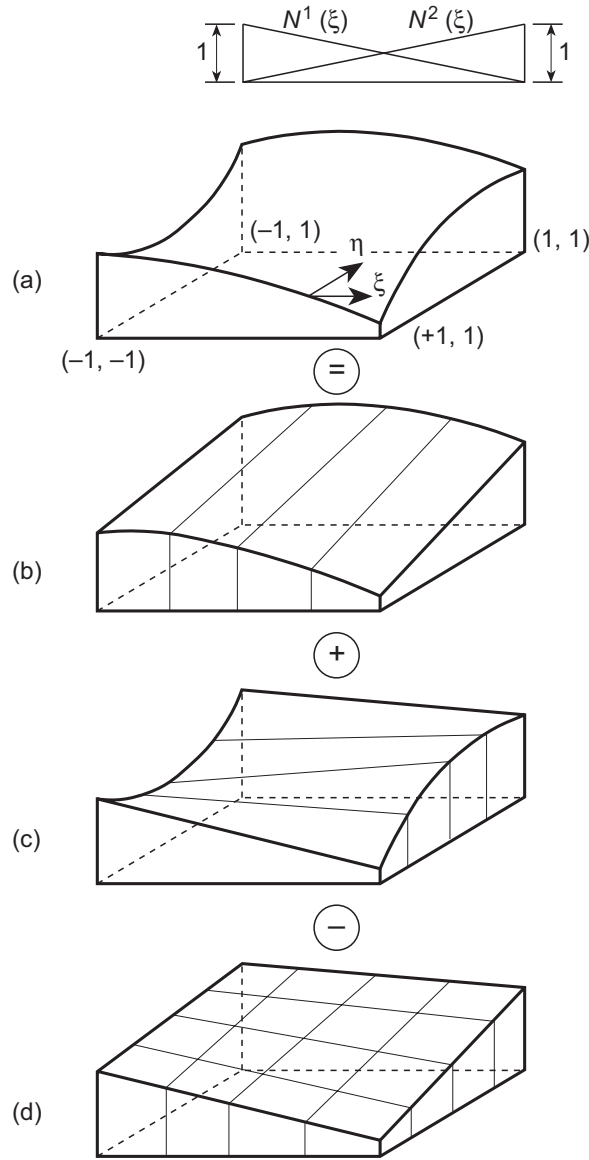 N¹ (ξ) N² (ξ)
1 1
(–1, 1)
η
(1, 1)
(a)
ξ
(–1, –1)
(+1, 1)
=
(b)
+
(c)
–
(d)